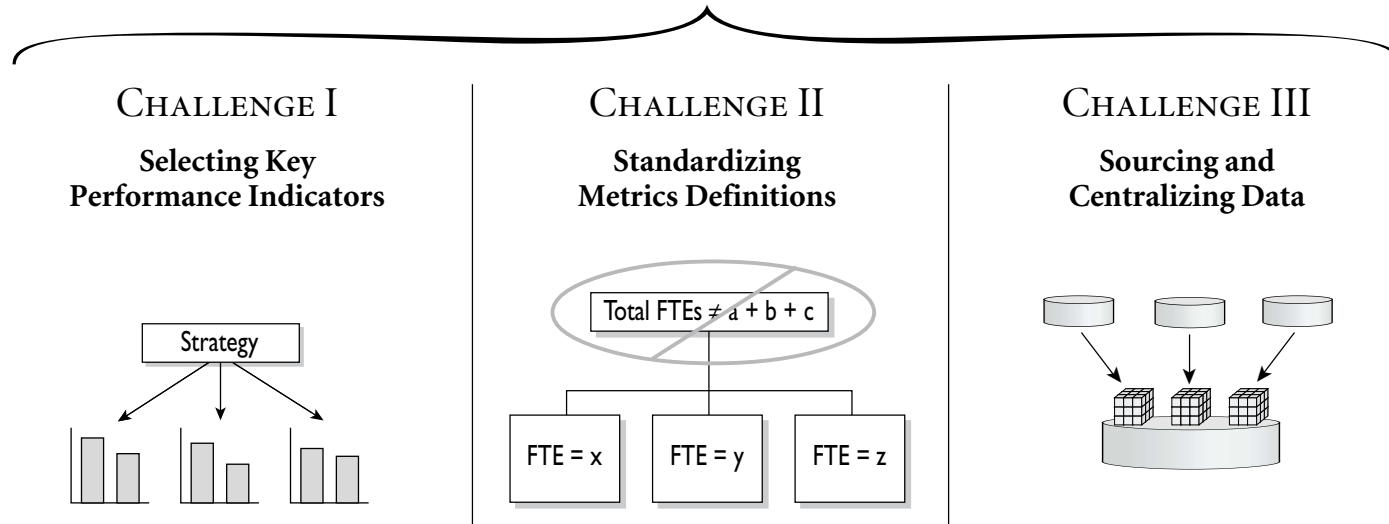 CHALLENGE I
Selecting Key
Performance Indicators
Strategy
CHALLENGE II
Standardizing
Metrics Definitions
Total FTEs ≠ a + b + c
FTE = x
FTE = y
FTE = z
CHALLENGE III
Sourcing and
Centralizing Data